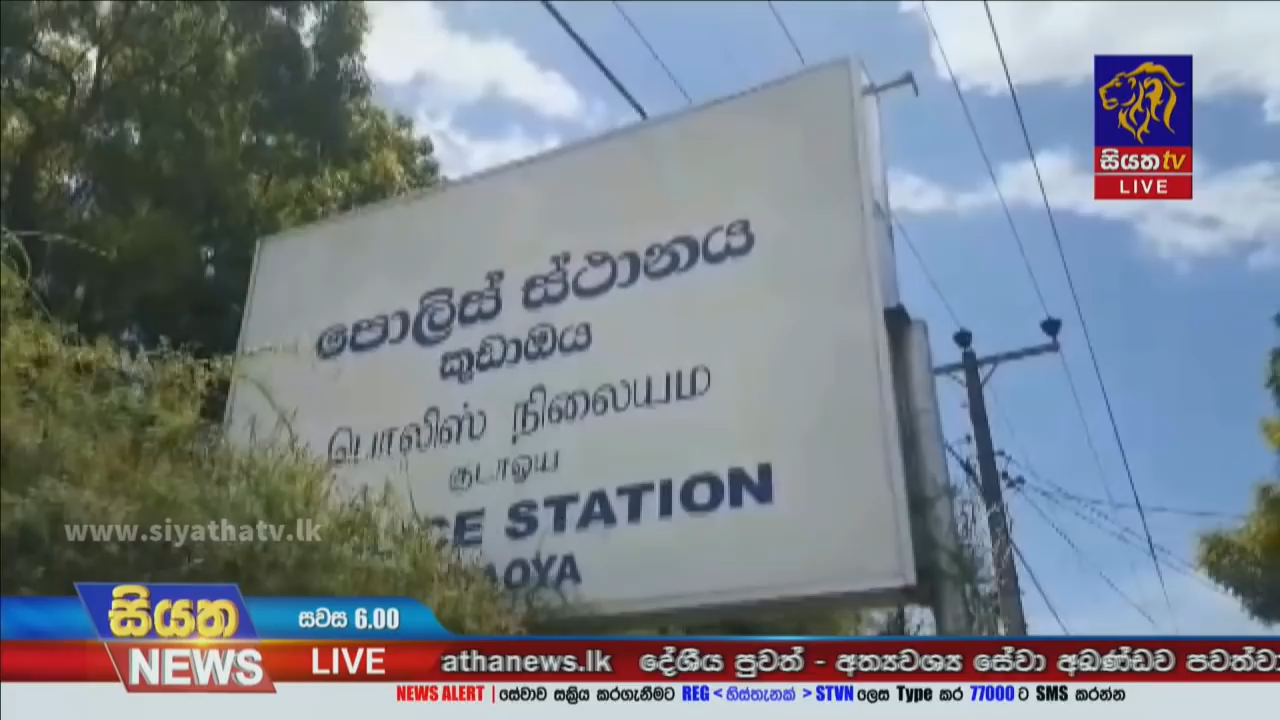 සියත tv
LIVE
පොලිස් ස්ථානය
කුඩාඔය
பொலிஸ் நிலையம
குடாஓய
CE STATION
AOYA
www.siyathatv.lk
සියත
NEWS
සවස 6.00
LIVE
athanews.lk දේශීය පුවත් - අත්‍යවශ්‍ය සේවා අඛණ්ඩව පවත්වා
NEWS ALERT | සේවාව සක්‍රිය කරගැනීමට REG < හිස්තැනක් > STVN ලෙස Type කර 77000 ට SMS කරන්න